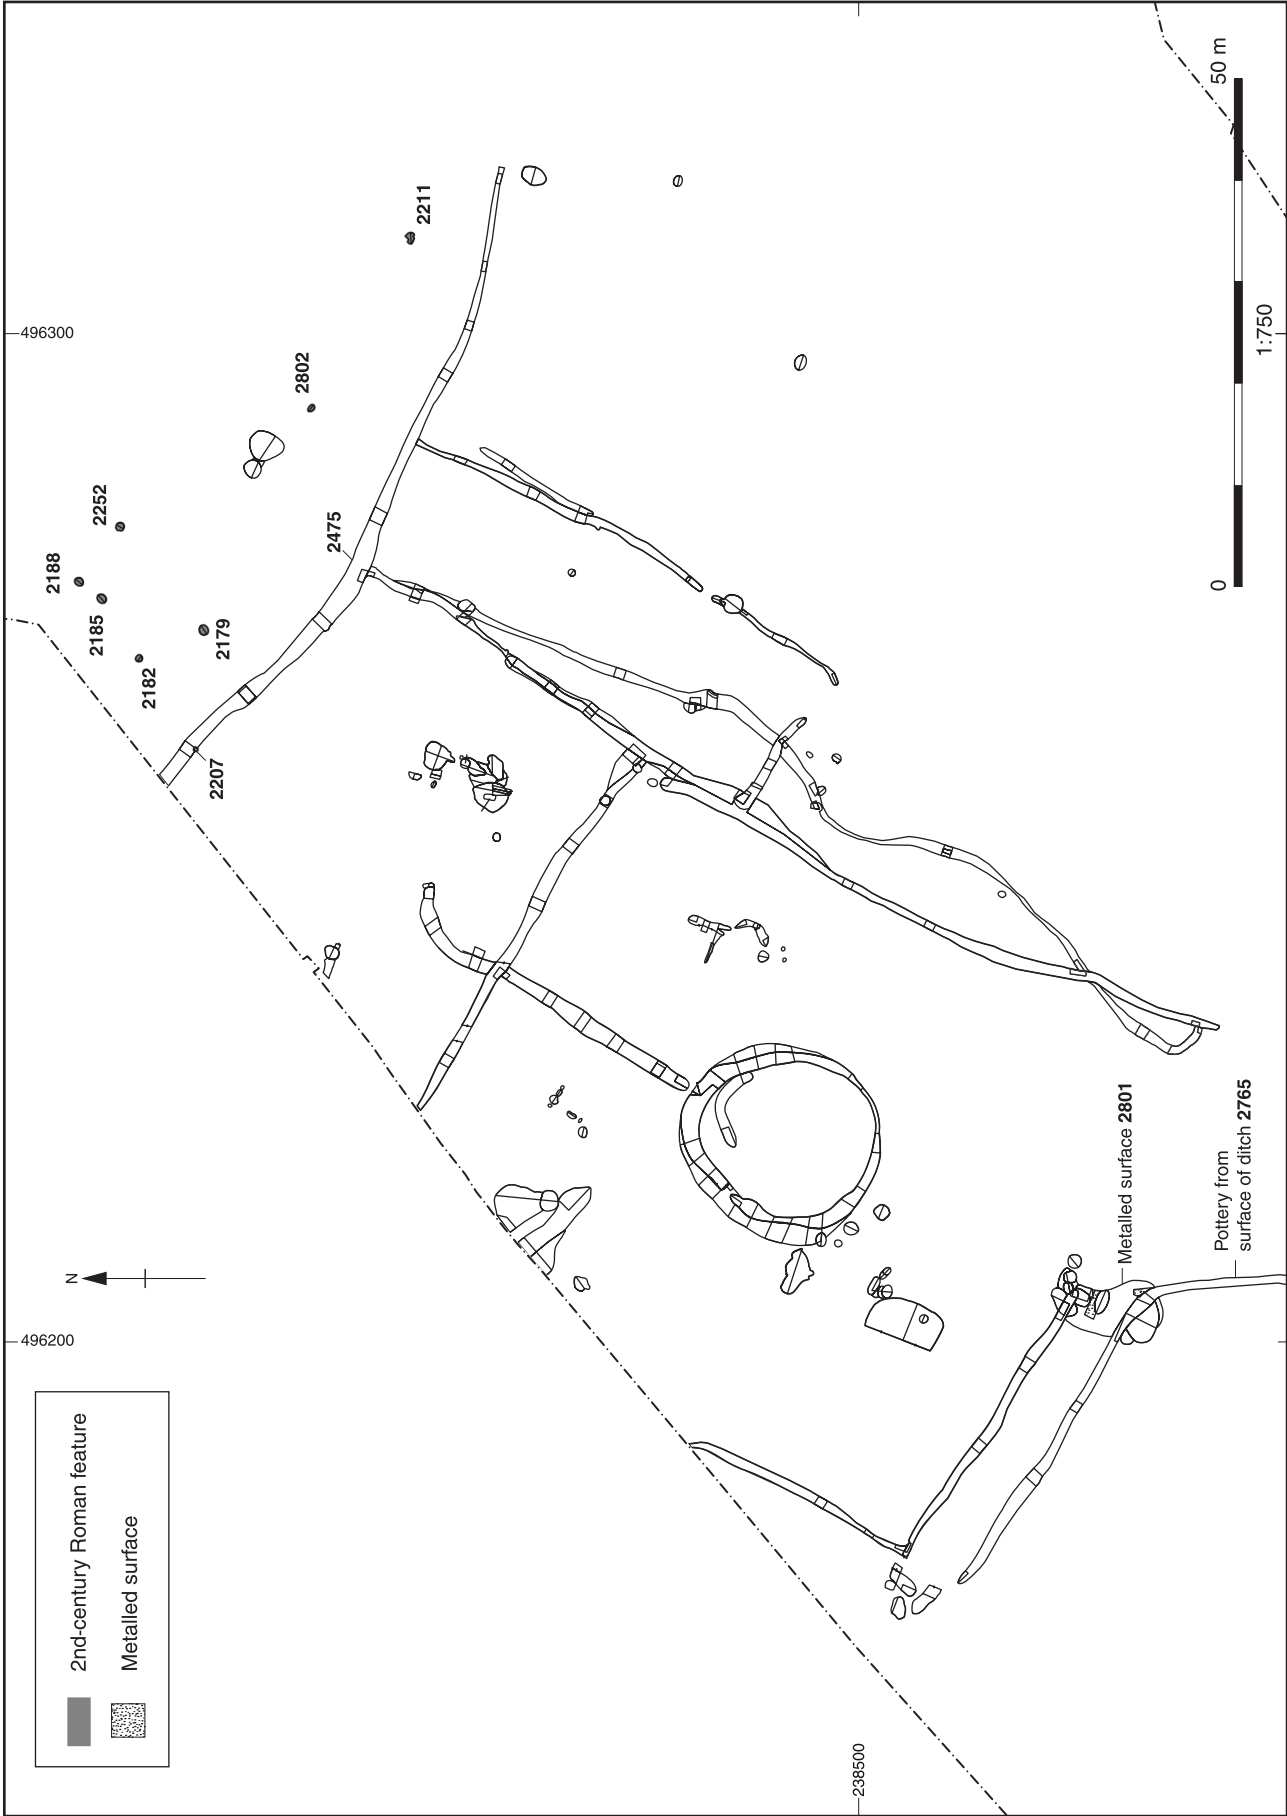 2nd-century Roman feature
Metalled surface
N
496200
496300
2207
2182
2179
2185
2188
2252
2475
2802
2211
Metalled surface 2801
Pottery from
surface of ditch 2765
238500
0
50 m
1:750